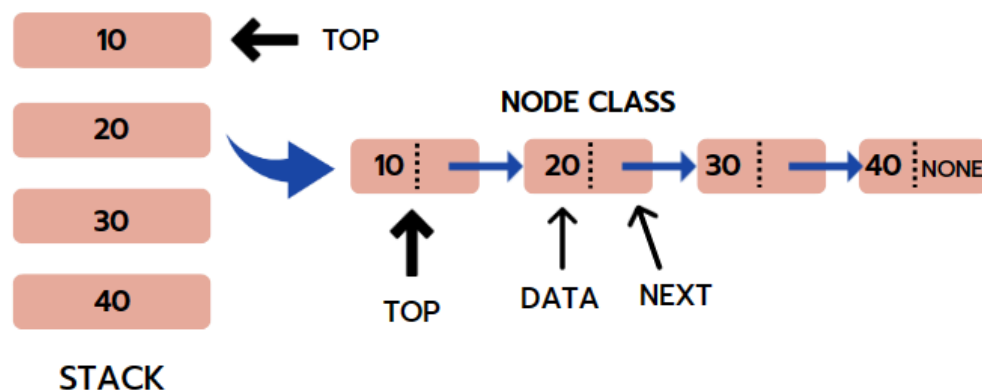 10
TOP
20
30
40
STACK
NODE CLASS
10 20 30 40 NONE
TOP
DATA
NEXT